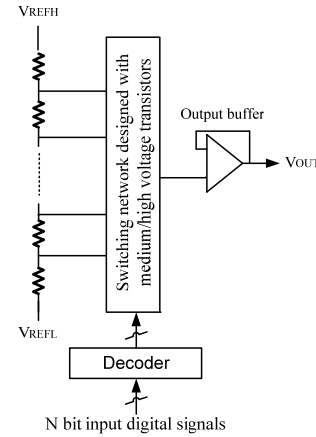 VREFH
Switching network designed with
medium/high voltage transistors
Output buffer
VOUT
VREFL
Decoder
N bit input digital signals